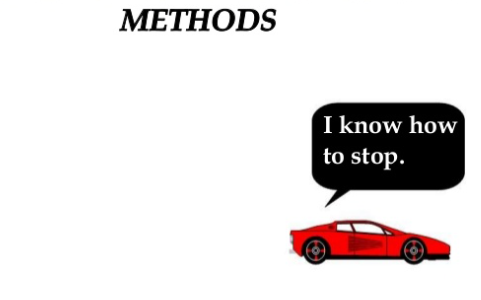 METHODS
I know how
to stop.